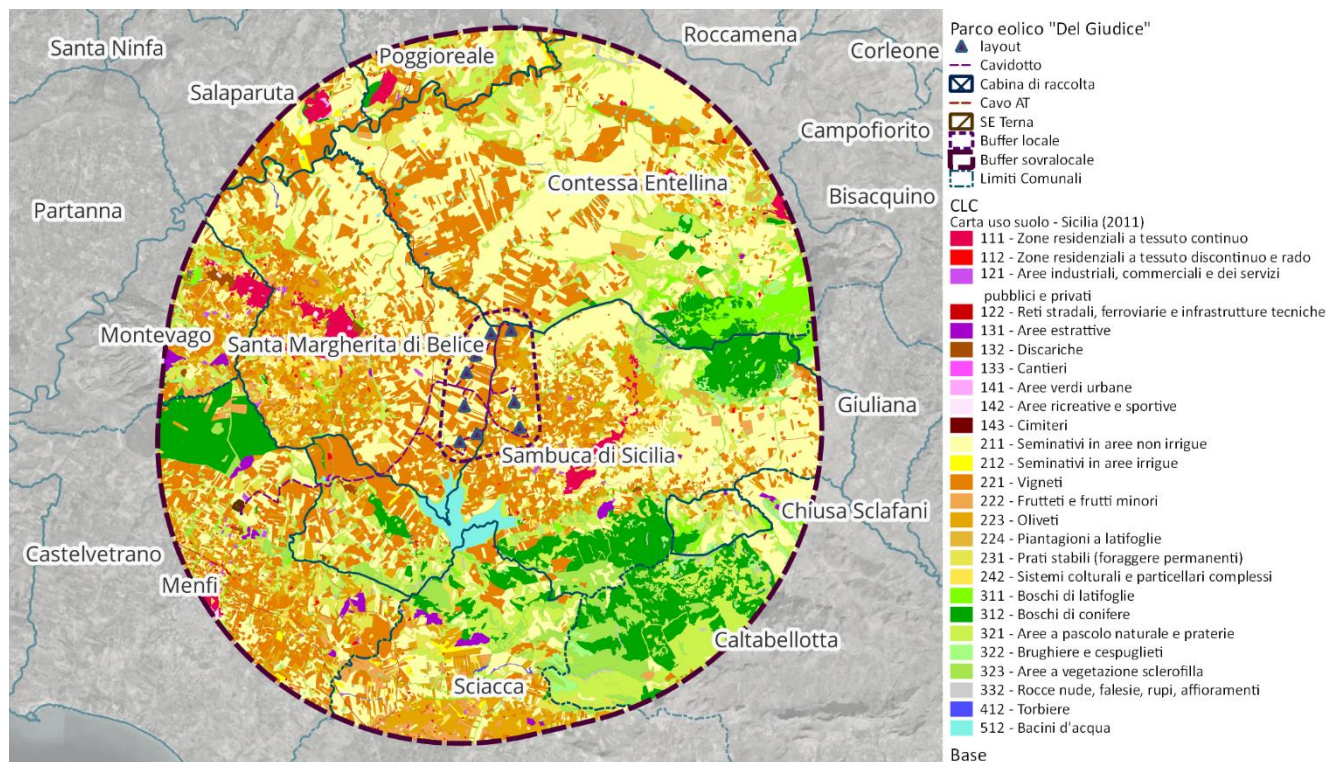 Santa Ninfa
Roccamena
Corleone
Poggioreale
Salaparuta
Campofiorito
Contessa Entellina
Bisacquino
Partanna
Montevago
Santa Margherita di Belice
Giuliana
Sambuca di Sicilia
Chiusa Sclafani
Castelvetrano
Menfi
Caltabellotta
Sciacca
Parco eolico "Del Giudice"
layout
Cavidotto
Cabina di raccolta
Cavo AT
SE Terna
Buffer locale
Buffer sovralocale
Limiti Comunali
CLC
Carta uso suolo - Sicilia (2011)
111 - Zone residenziali a tessuto continuo
112 - Zone residenziali a tessuto discontinuo e rado
121 - Aree industriali, commerciali e dei servizi
pubblici e privati
122 - Reti stradali, ferroviarie e infrastrutture tecniche
131 - Aree estrattive
132 - Discariche
133 - Cantieri
141 - Aree verdi urbane
142 - Aree ricreative e sportive
143 - Cimiteri
211 - Seminativi in aree non irrigue
212 - Seminativi in aree irrigue
221 - Vigneti
222 - Frutteti e frutti minori
223 - Oliveti
224 - Piantagioni a latifoglie
231 - Prati stabili (foraggere permanenti)
242 - Sistemi colturali e particellari complessi
311 - Boschi di latifoglie
312 - Boschi di conifere
321 - Aree a pascolo naturale e praterie
322 - Brughiere e cespuglieti
323 - Aree a vegetazione sclerofilla
332 - Rocce nude, falesie, rupi, affioramenti
412 - Torbiere
512 - Bacini d'acqua
Base